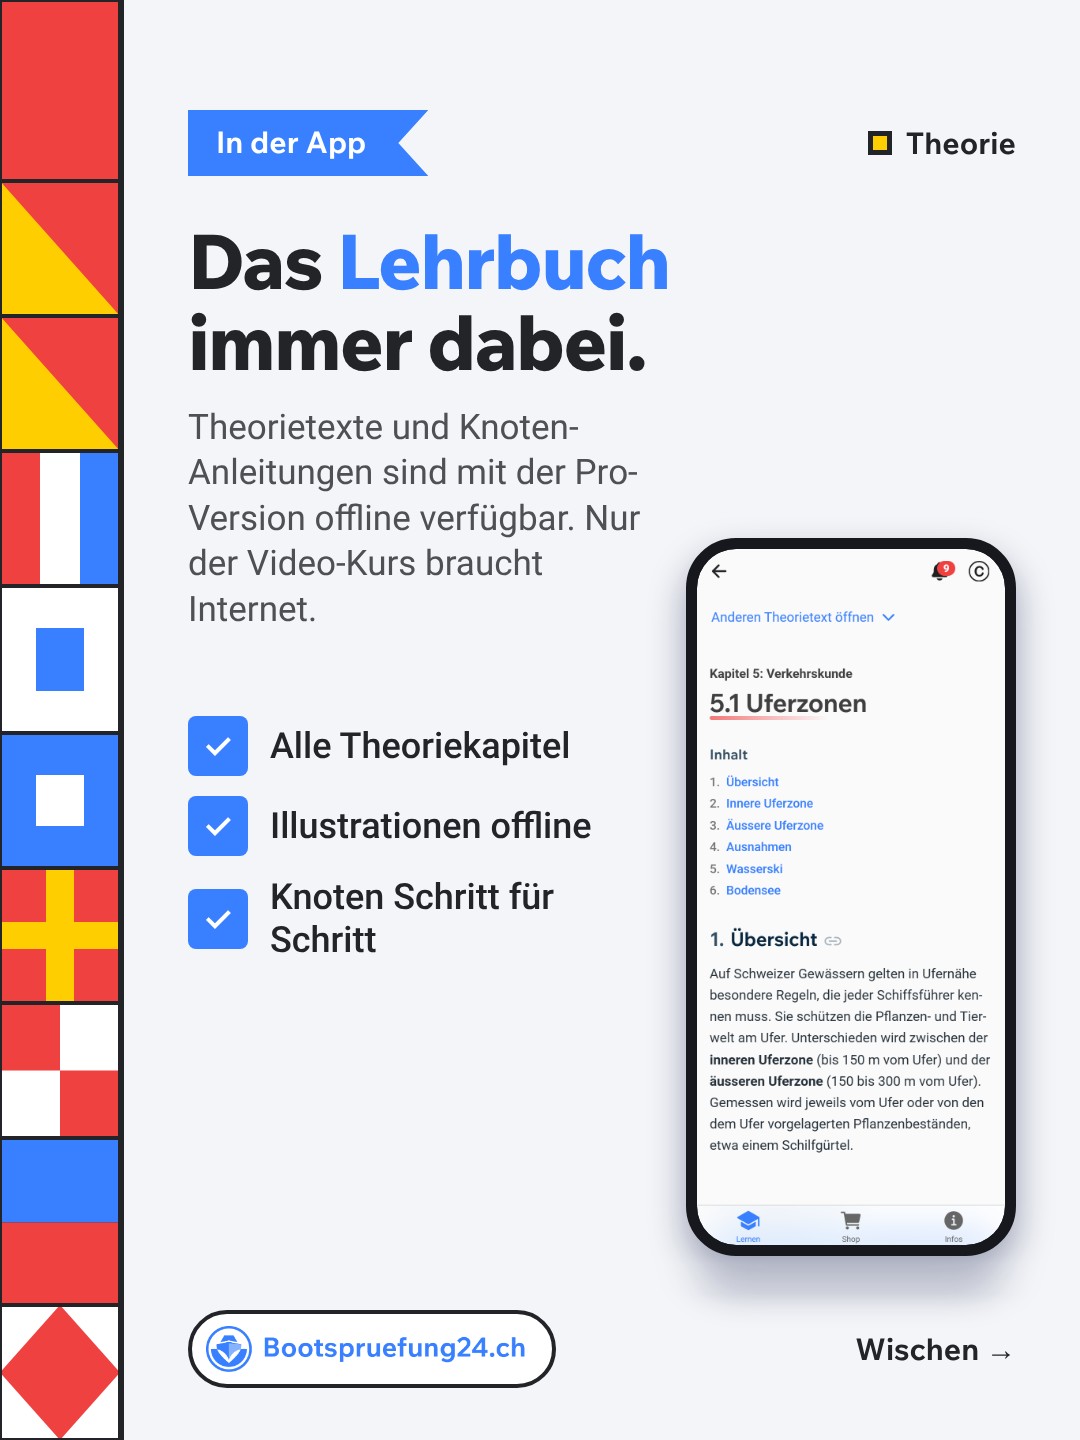 In der App
Theorie
Das Lehrbuch
immer dabei.
Theorietexte und Knoten-
Anleitungen sind mit der Pro-
Version offline verfügbar. Nur
der Video-Kurs braucht
Internet.
Alle Theoriekapitel
Illustrationen offline
Knoten Schritt für
Schritt
9
C
Anderen Theorietext öffnen
Kapitel 5: Verkehrskunde
5.1 Uferzonen
Inhalt
1. Übersicht
2. Innere Uferzone
3. Äussere Uferzone
4. Ausnahmen
5. Wasserski
6. Bodensee
1. Übersicht
Auf Schweizer Gewässern gelten in Ufernähe
besondere Regeln, die jeder Schiffsführer ken-
nen muss. Sie schützen die Pflanzen- und Tier-
welt am Ufer. Unterschieden wird zwischen der
inneren Uferzone (bis 150 m vom Ufer) und der
äusseren Uferzone (150 bis 300 m vom Ufer).
Gemessen wird jeweils vom Ufer oder von den
dem Ufer vorgelagerten Pflanzenbeständen,
etwa einem Schilfgürtel.
Lernen Shop Infos
Bootspruefung24.ch
Wischen →